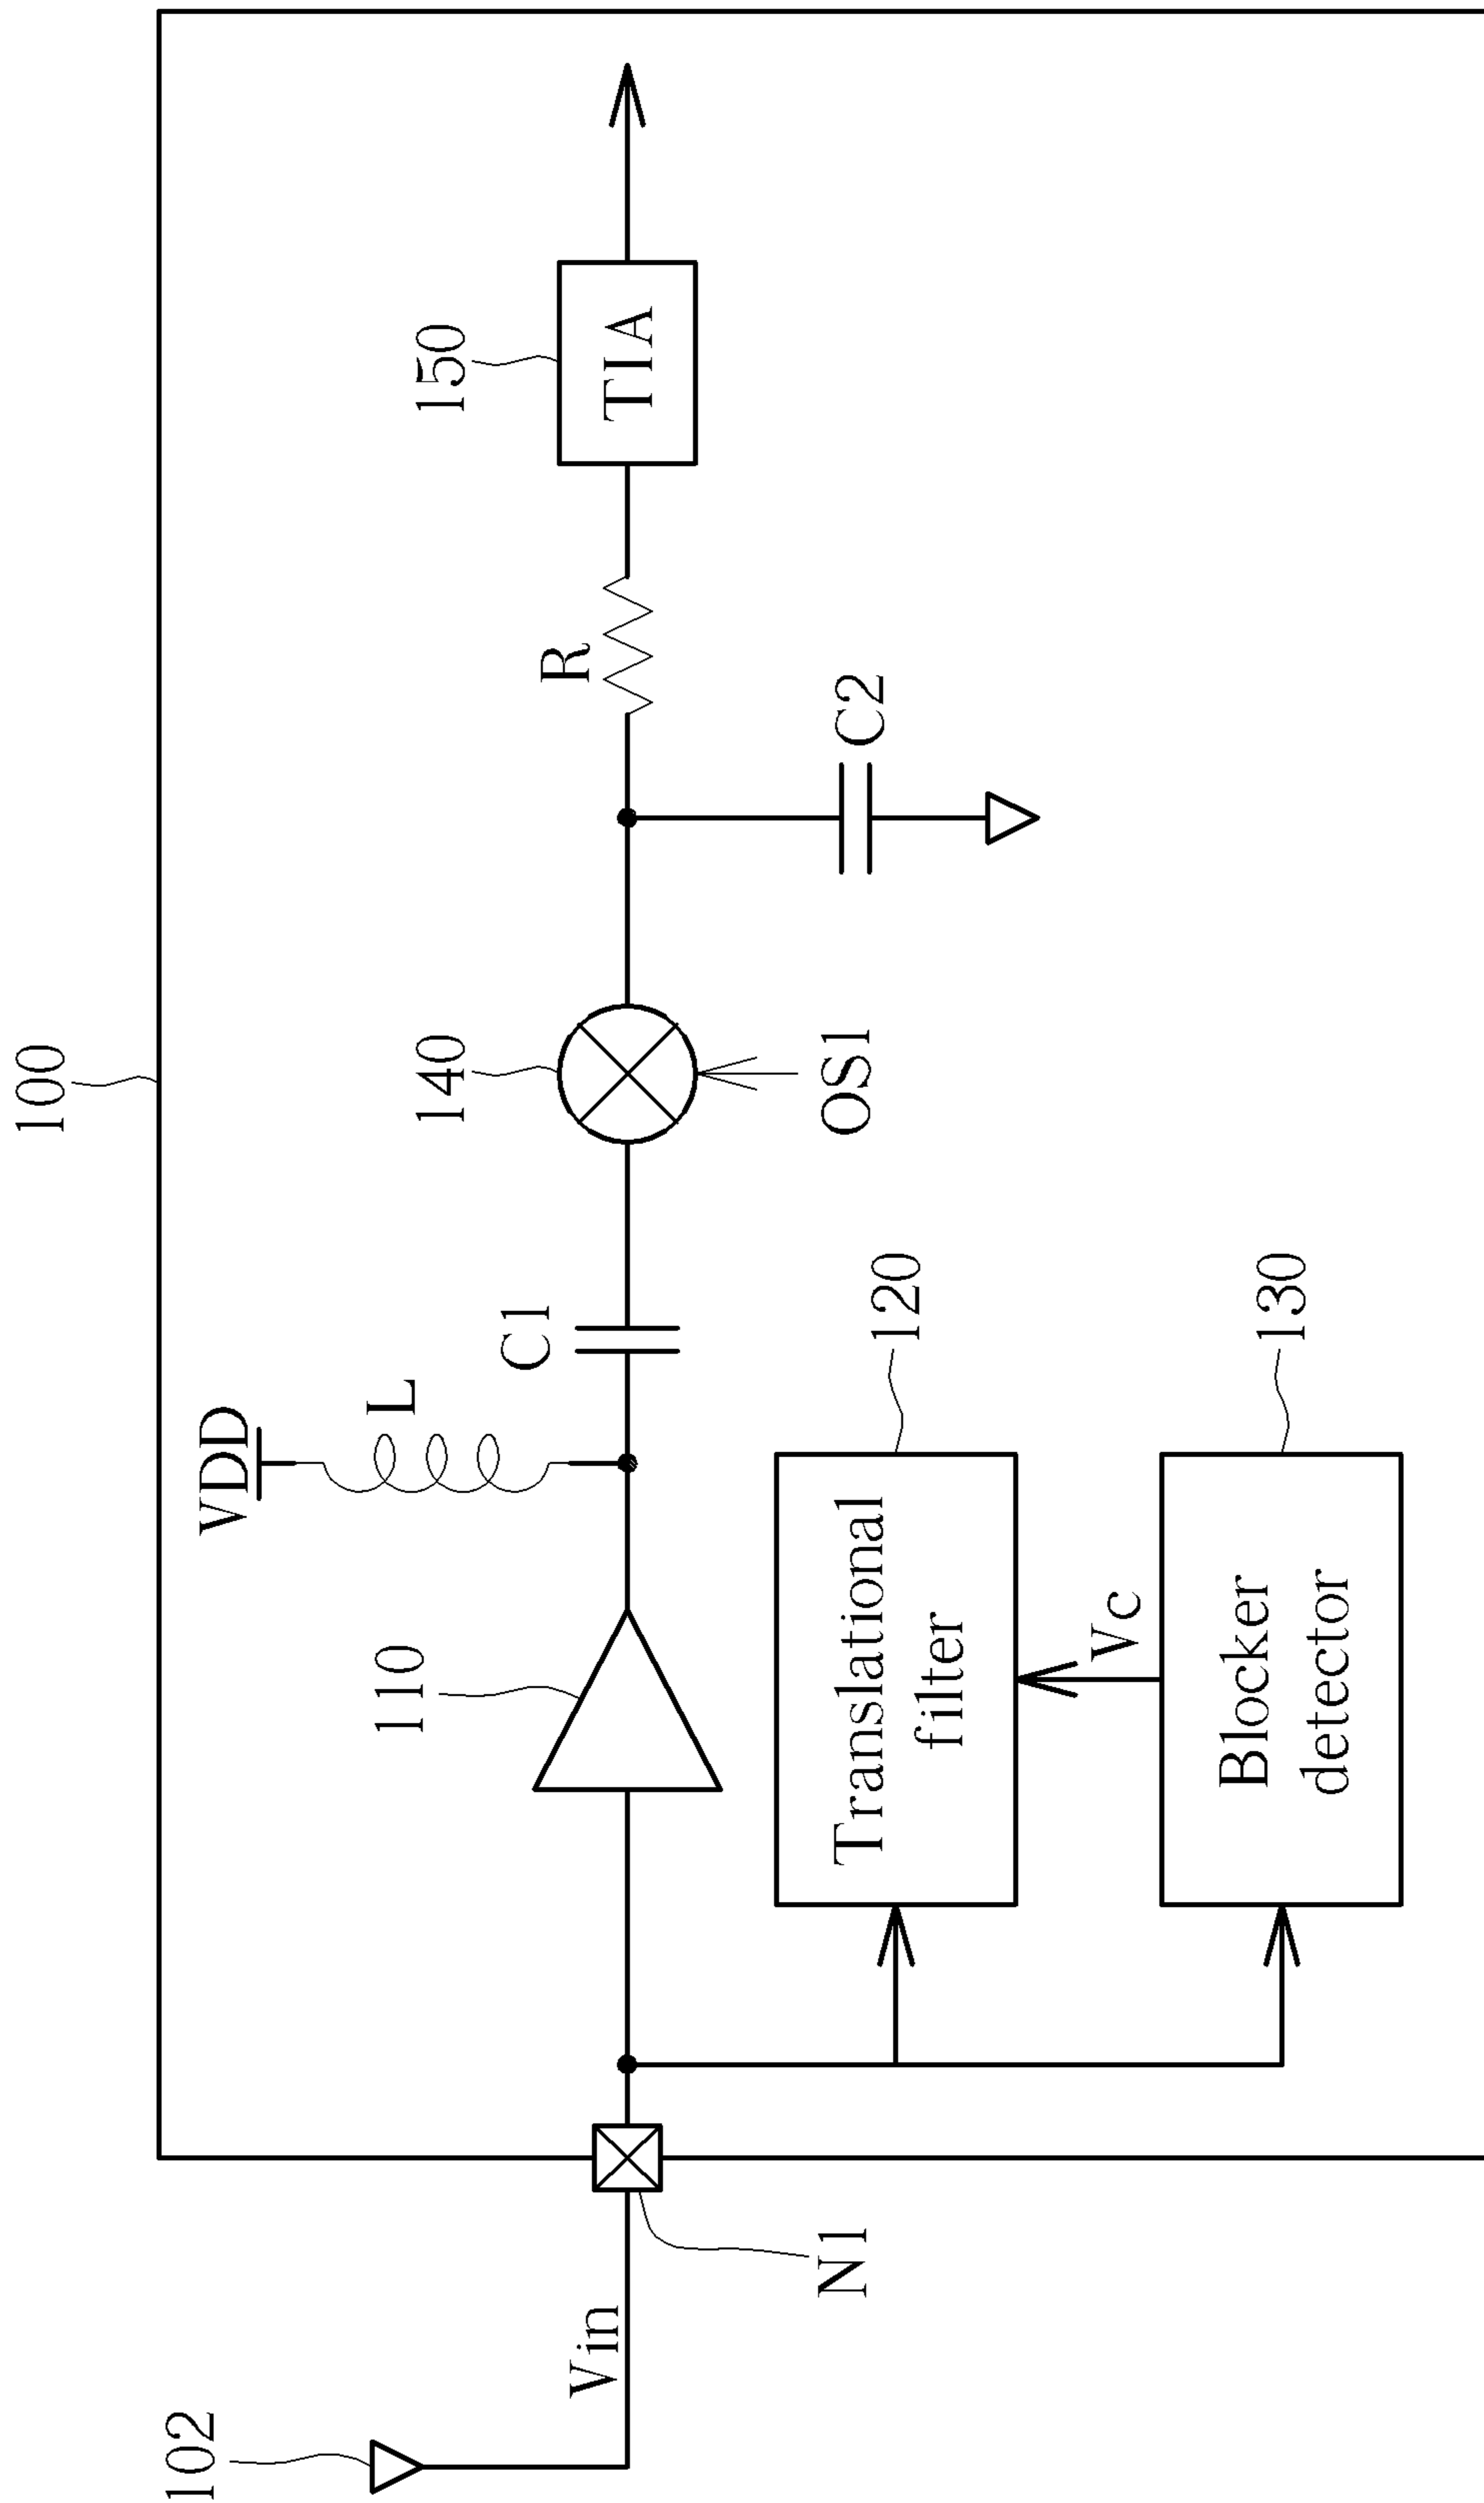 100
VDD
L
C1
110
140
150
R
102
Vin
N1
OS1
C2
TIA
Translational
filter
120
Vc
Blocker
detector
130